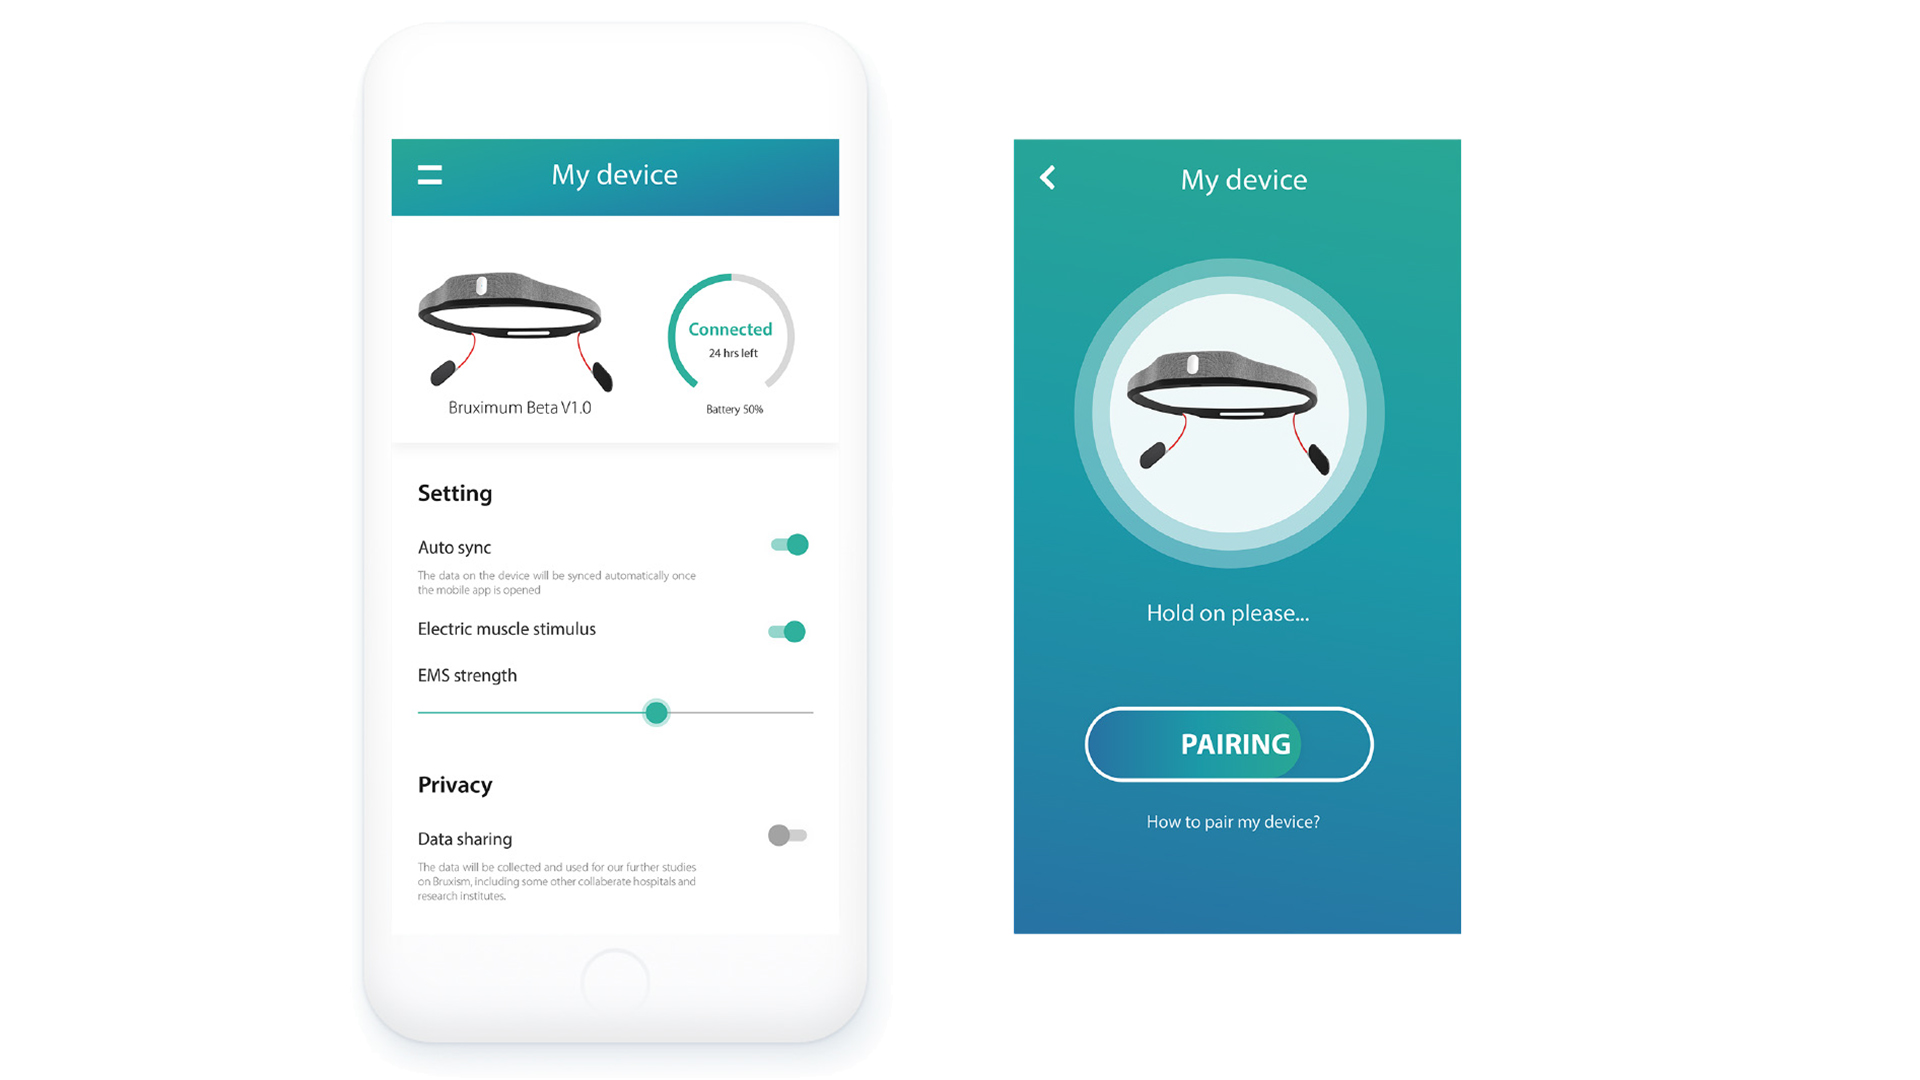 My device
Connected
24 hrs left
Bruximum Beta V1.0
Battery 50%
Setting
Auto sync
The data on the device will be synced automatically once
the mobile app is opened
Electric muscle stimulus
EMS strength
Privacy
Data sharing
The data will be collected and used for our further studies
on Bruxism, including some other collaberate hospitals and
research institutes.
My device
Hold on please...
PAIRING
How to pair my device?